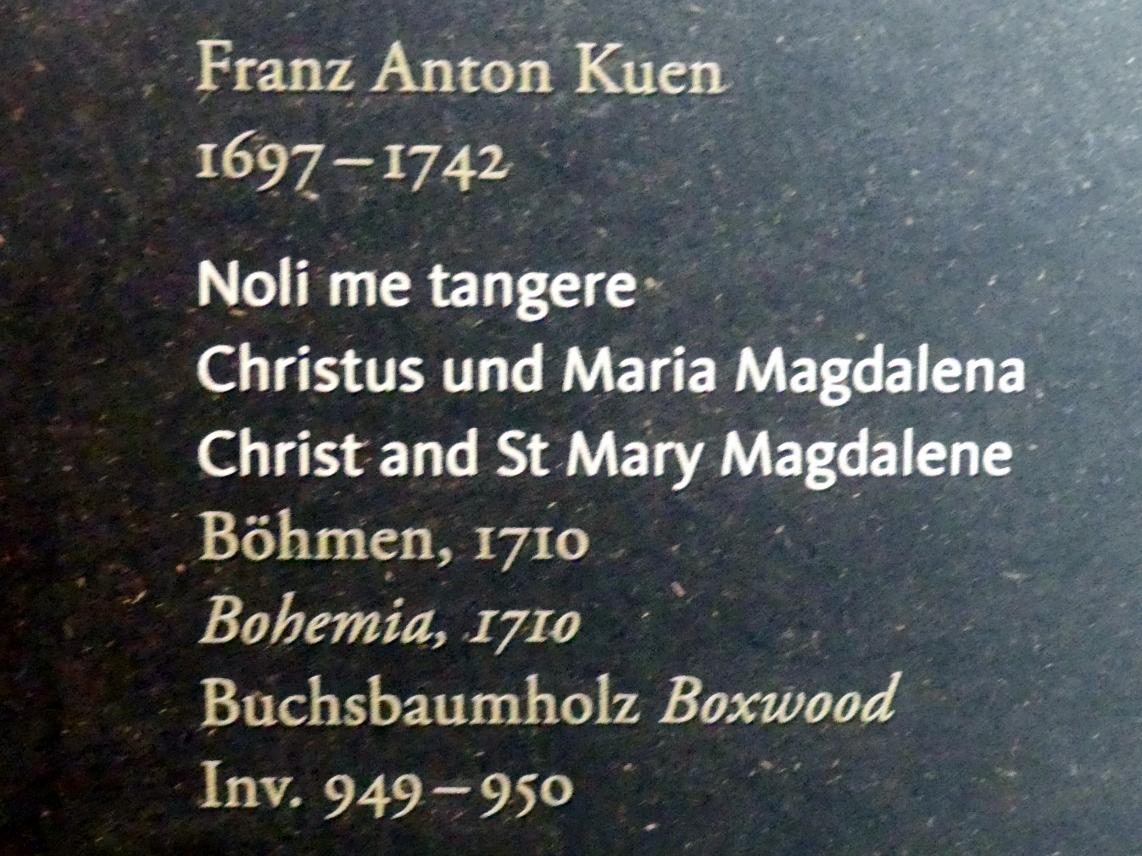 Franz Anton Kuen
1697–1742
Noli me tangere
Christus und Maria Magdalena
Christ and St Mary Magdalene
Böhmen, 1710
Bohemia, 1710
Buchsbaumholz Boxwood
Inv. 949–950